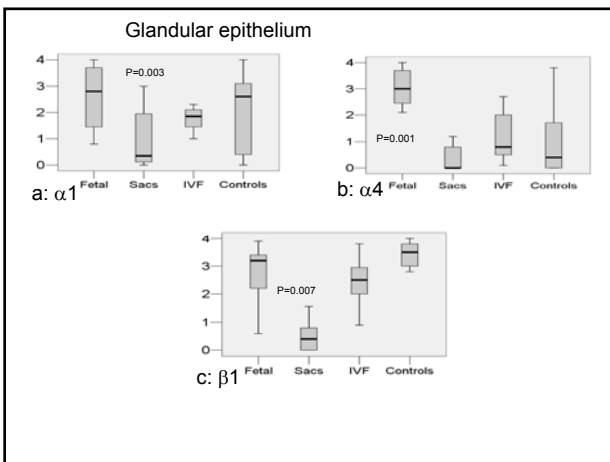 Glandular epithelium
4
3
2
1
0
P=0.003
Fetal Sacs IVF Controls
a: α1
4
3
2
1
0
P=0.001
Fetal Sacs IVF Controls
b: α4
4
3
2
1
0
P=0.007
Fetal Sacs IVF Controls
c: β1